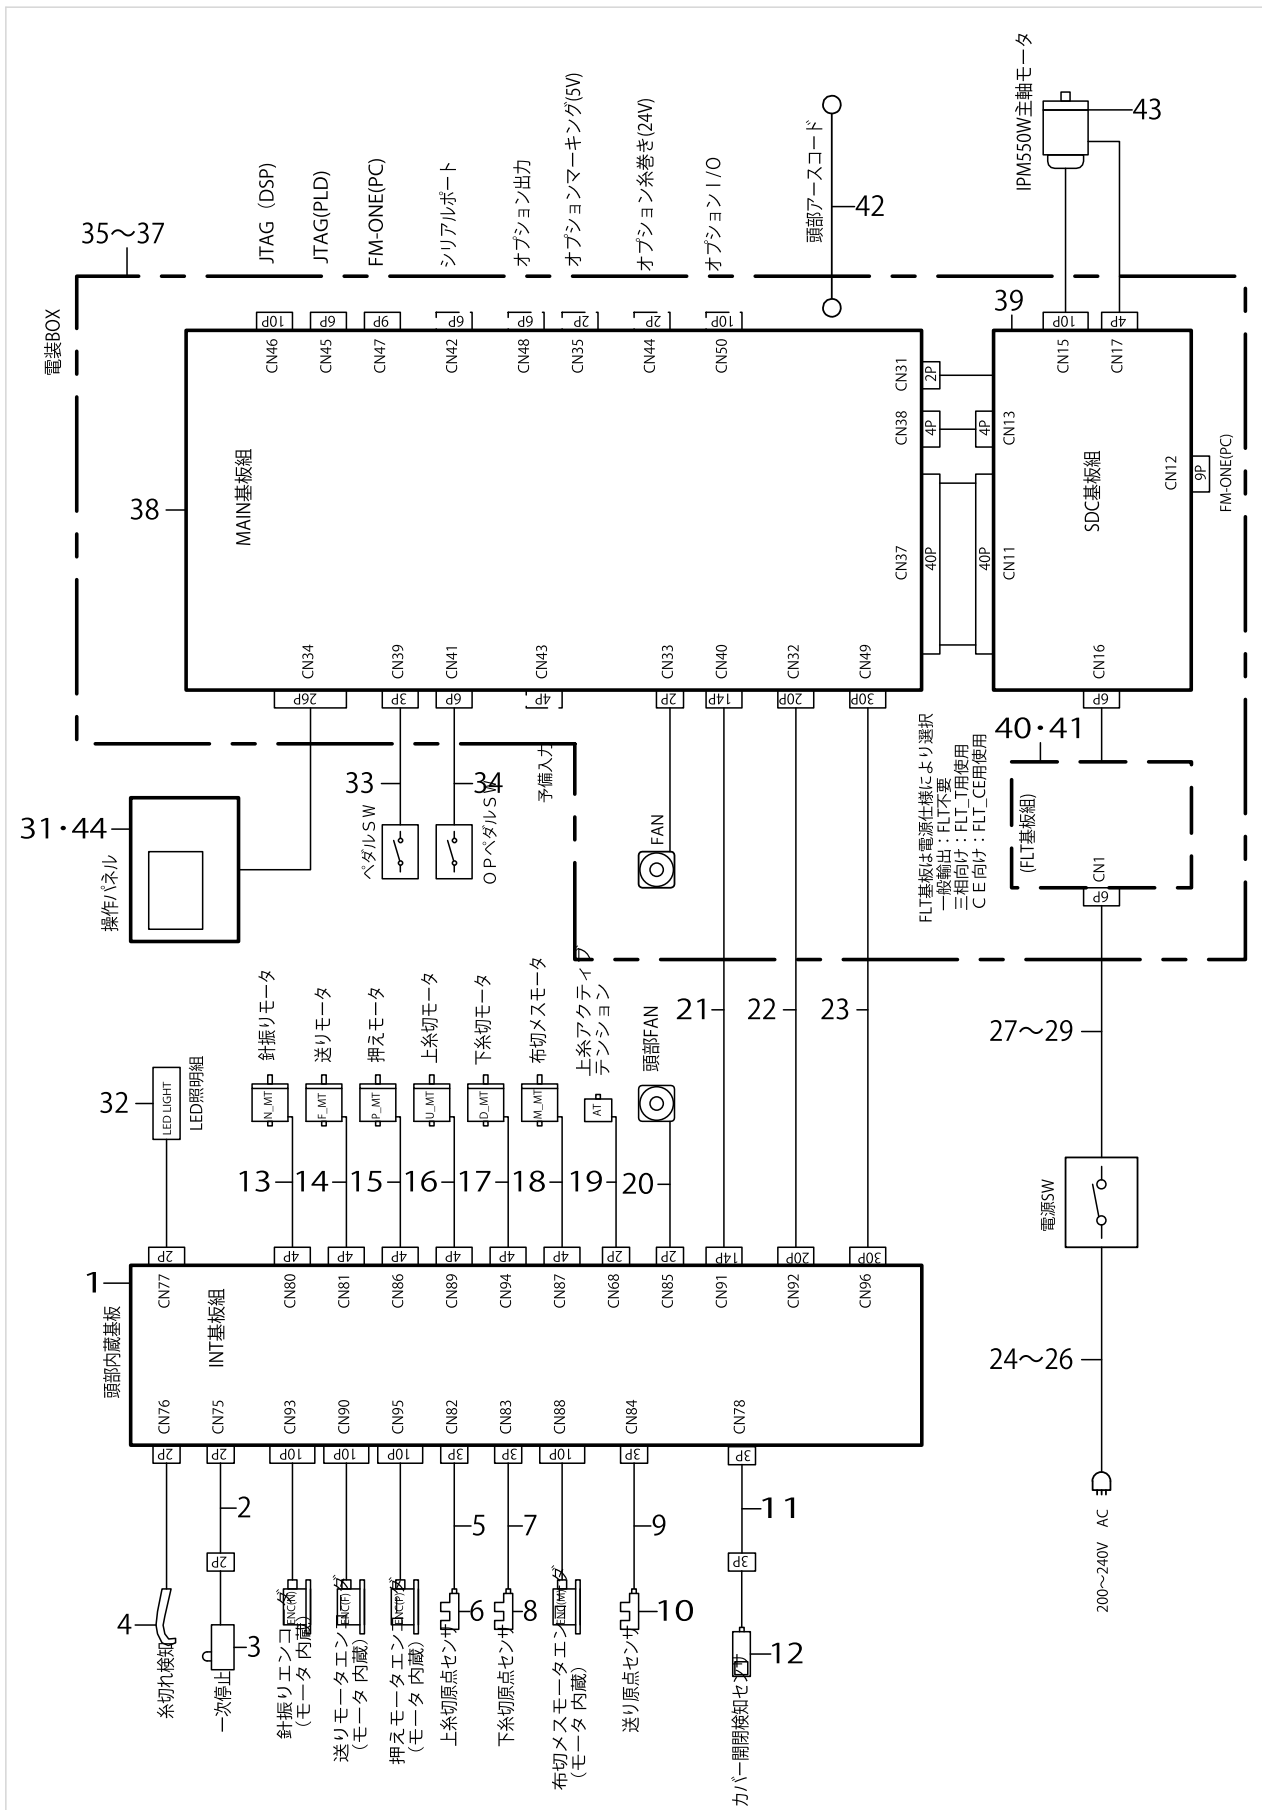 35～37
電装BOX
JTAG（DSP）
JTAG(PLD)
FM-ONE(PC)
シリアルポート
オプション出力
オプションマーキング(5V)
オプション糸巻き(24V)
オプションI/O
頭部アースコード
42
IPM550W主軸モータ
43
39
10P
6P
9P
6P
6P
2P
2P
10P
10P
4P
CN46
CN45
CN47
CN42
CN48
CN35
CN44
CN50
CN15
CN17
CN31
2P
CN38
4P
4P
CN13
CN37
40P
40P
CN11
38
MAIN基板組
SDC基板組
CN12
9P
FM-ONE(PC)
CN34
CN39
CN41
CN43
CN33
CN40
CN32
CN49
CN16
26P
3P
6P
4P
2P
14P
20P
30P
6P
33
34
予備入力
FLT基板は電源仕様により選択
一般輸出：FLT不要
三相向け：FLT_T用使用
ＣＥ向け：FLT_CE用使用
40・41
(FLT基板組)
CN1
6P
31・44
操作パネル
ペダルＳＷ
ＯＰペダルＳＷ
FAN
32
LED LIGHT
LED照明組
針振りモータ
送りモータ
押えモータ
上糸切モータ
下糸切モータ
布切メスモータ
上糸アクティブ
テンション
頭部FAN
N_MT
F_MT
P_MT
U_MT
D_MT
M_MT
AT
21
22
23
27～29
13
14
15
16
17
18
19
20
電源SW
2P
4P
4P
4P
4P
4P
4P
2P
2P
14P
20P
30P
1
頭部内蔵基板
CN77
CN80
CN81
CN86
CN89
CN94
CN87
CN68
CN85
CN91
CN92
CN96
INT基板組
24～26
CN76
CN75
CN93
CN90
CN95
CN82
CN83
CN88
CN84
CN78
2P
2P
10P
10P
10P
3P
3P
10P
3P
3P
2
5
7
9
11
2P
3P
200～240V AC
4
3
ENC(N)
ENC(F)
ENC(P)
6
8
ENC(M)
10
12
糸切れ検知
一次停止
針振りエンコーダ
（モータ内蔵）
送りモータエンコーダ
（モータ内蔵）
押えモータエンコーダ
（モータ内蔵）
上糸切原点センサ
下糸切原点センサ
布切メスモータエンコーダ
（モータ内蔵）
送り原点センサ
カバー開閉検知センサ